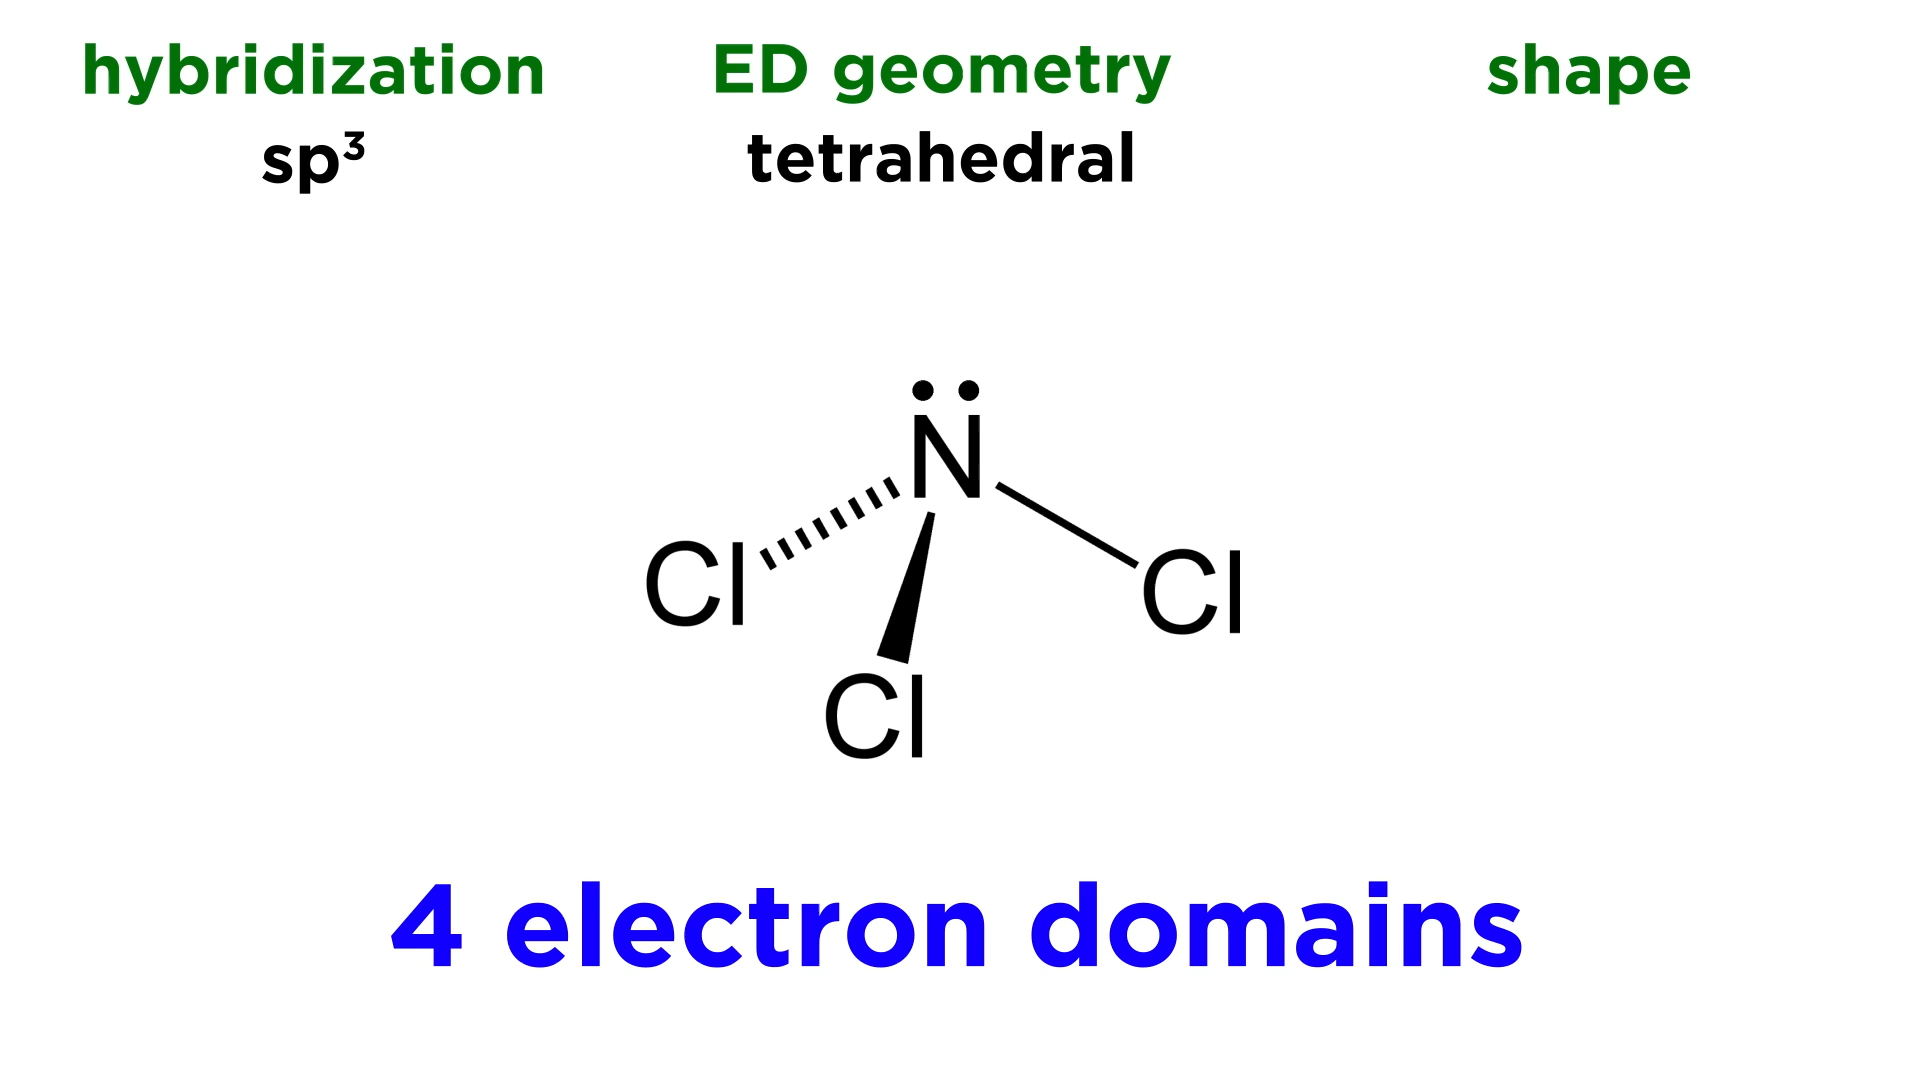 hybridization ED geometry shape
sp³ tetrahedral
N
Cl Cl
Cl
4 electron domains